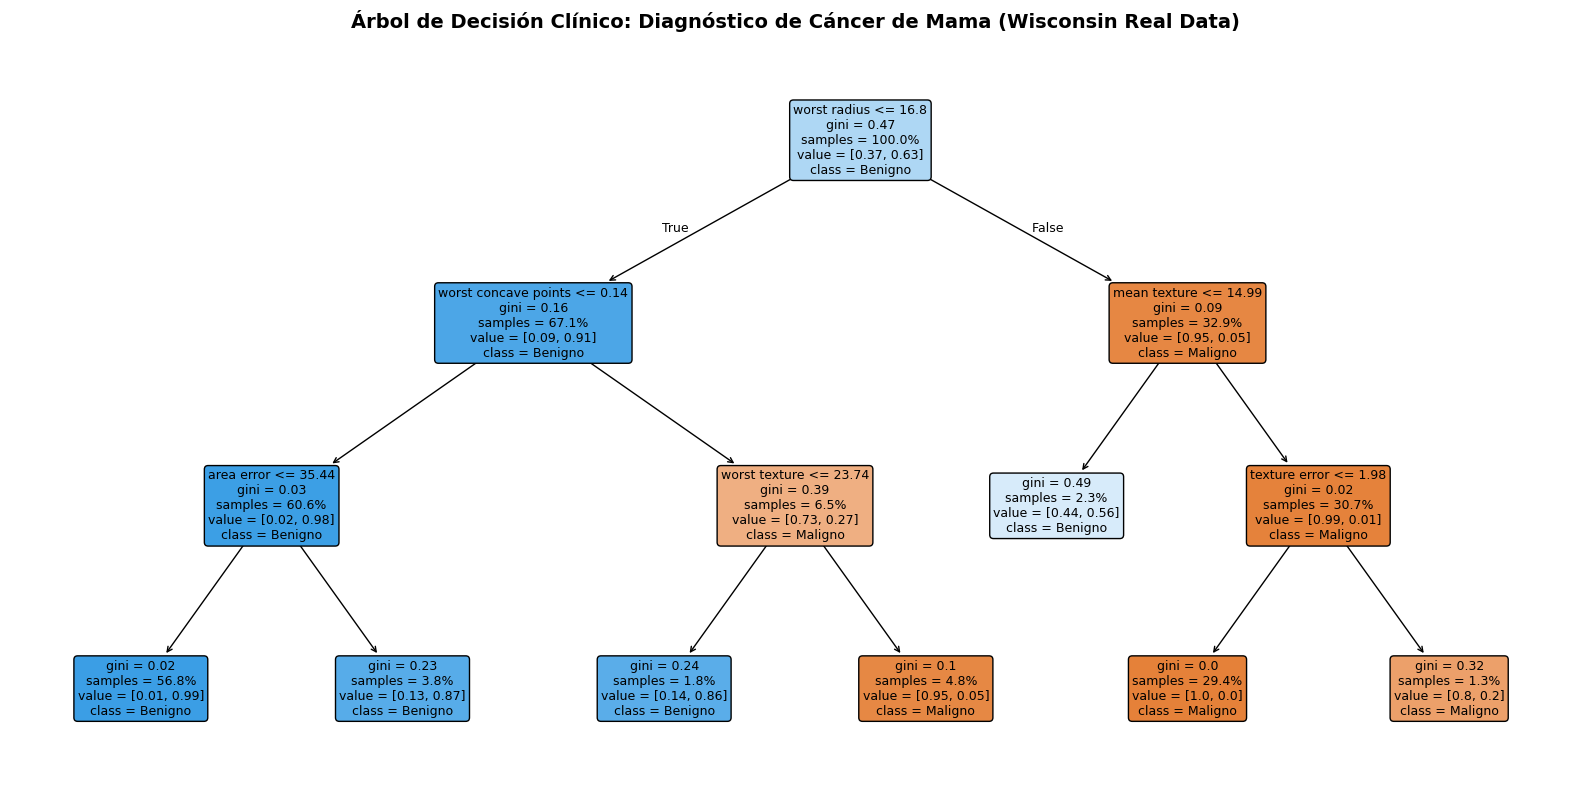 Árbol de Decisión Clínico: Diagnóstico de Cáncer de Mama (Wisconsin Real Data)
worst radius <= 16.8
gini = 0.47
samples = 100.0%
value = [0.37, 0.63]
class = Benigno
True
False
worst concave points <= 0.14
gini = 0.16
samples = 67.1%
value = [0.09, 0.91]
class = Benigno
mean texture <= 14.99
gini = 0.09
samples = 32.9%
value = [0.95, 0.05]
class = Maligno
area error <= 35.44
gini = 0.03
samples = 60.6%
value = [0.02, 0.98]
class = Benigno
worst texture <= 23.74
gini = 0.39
samples = 6.5%
value = [0.73, 0.27]
class = Maligno
gini = 0.49
samples = 2.3%
value = [0.44, 0.56]
class = Benigno
texture error <= 1.98
gini = 0.02
samples = 30.7%
value = [0.99, 0.01]
class = Maligno
gini = 0.02
samples = 56.8%
value = [0.01, 0.99]
class = Benigno
gini = 0.23
samples = 3.8%
value = [0.13, 0.87]
class = Benigno
gini = 0.24
samples = 1.8%
value = [0.14, 0.86]
class = Benigno
gini = 0.1
samples = 4.8%
value = [0.95, 0.05]
class = Maligno
gini = 0.0
samples = 29.4%
value = [1.0, 0.0]
class = Maligno
gini = 0.32
samples = 1.3%
value = [0.8, 0.2]
class = Maligno